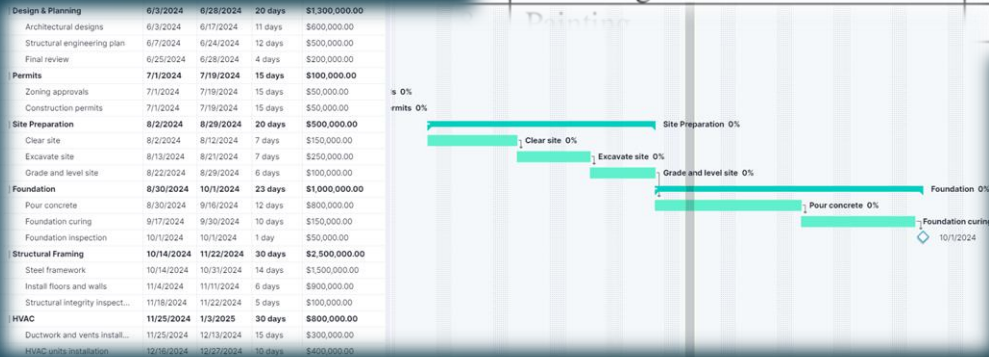 Painting
Design & Planning 6/3/2024 6/28/2024 20 days $1,300,000.00
Architectural designs 6/3/2024 6/17/2024 11 days $600,000.00
Structural engineering plan 6/7/2024 6/24/2024 12 days $500,000.00
Final review 6/25/2024 6/28/2024 4 days $200,000.00
Permits 7/1/2024 7/19/2024 15 days $100,000.00
Zoning approvals 7/1/2024 7/19/2024 15 days $50,000.00 s 0%
Construction permits 7/1/2024 7/19/2024 15 days $50,000.00 rmits 0%
Site Preparation 8/2/2024 8/29/2024 20 days $500,000.00 Site Preparation 0%
Clear site 8/2/2024 8/12/2024 7 days $150,000.00 Clear site 0%
Excavate site 8/13/2024 8/21/2024 7 days $250,000.00 Excavate site 0%
Grade and level site 8/22/2024 8/29/2024 6 days $100,000.00 Grade and level site 0%
Foundation 8/30/2024 10/1/2024 23 days $1,000,000.00 Foundation 0%
Pour concrete 8/30/2024 9/16/2024 12 days $800,000.00 Pour concrete 0%
Foundation curing 9/17/2024 9/30/2024 10 days $150,000.00 Foundation curing
Foundation inspection 10/1/2024 10/1/2024 1 day $50,000.00 10/1/2024
Structural Framing 10/14/2024 11/22/2024 30 days $2,500,000.00
Steel framework 10/14/2024 10/31/2024 14 days $1,500,000.00
Install floors and walls 11/4/2024 11/11/2024 6 days $900,000.00
Structural integrity inspect... 11/18/2024 11/22/2024 5 days $100,000.00
HVAC 11/25/2024 1/3/2025 30 days $800,000.00
Ductwork and vents install... 11/25/2024 12/13/2024 15 days $300,000.00
HVAC units installation 12/16/2024 12/27/2024 10 days $400,000.00